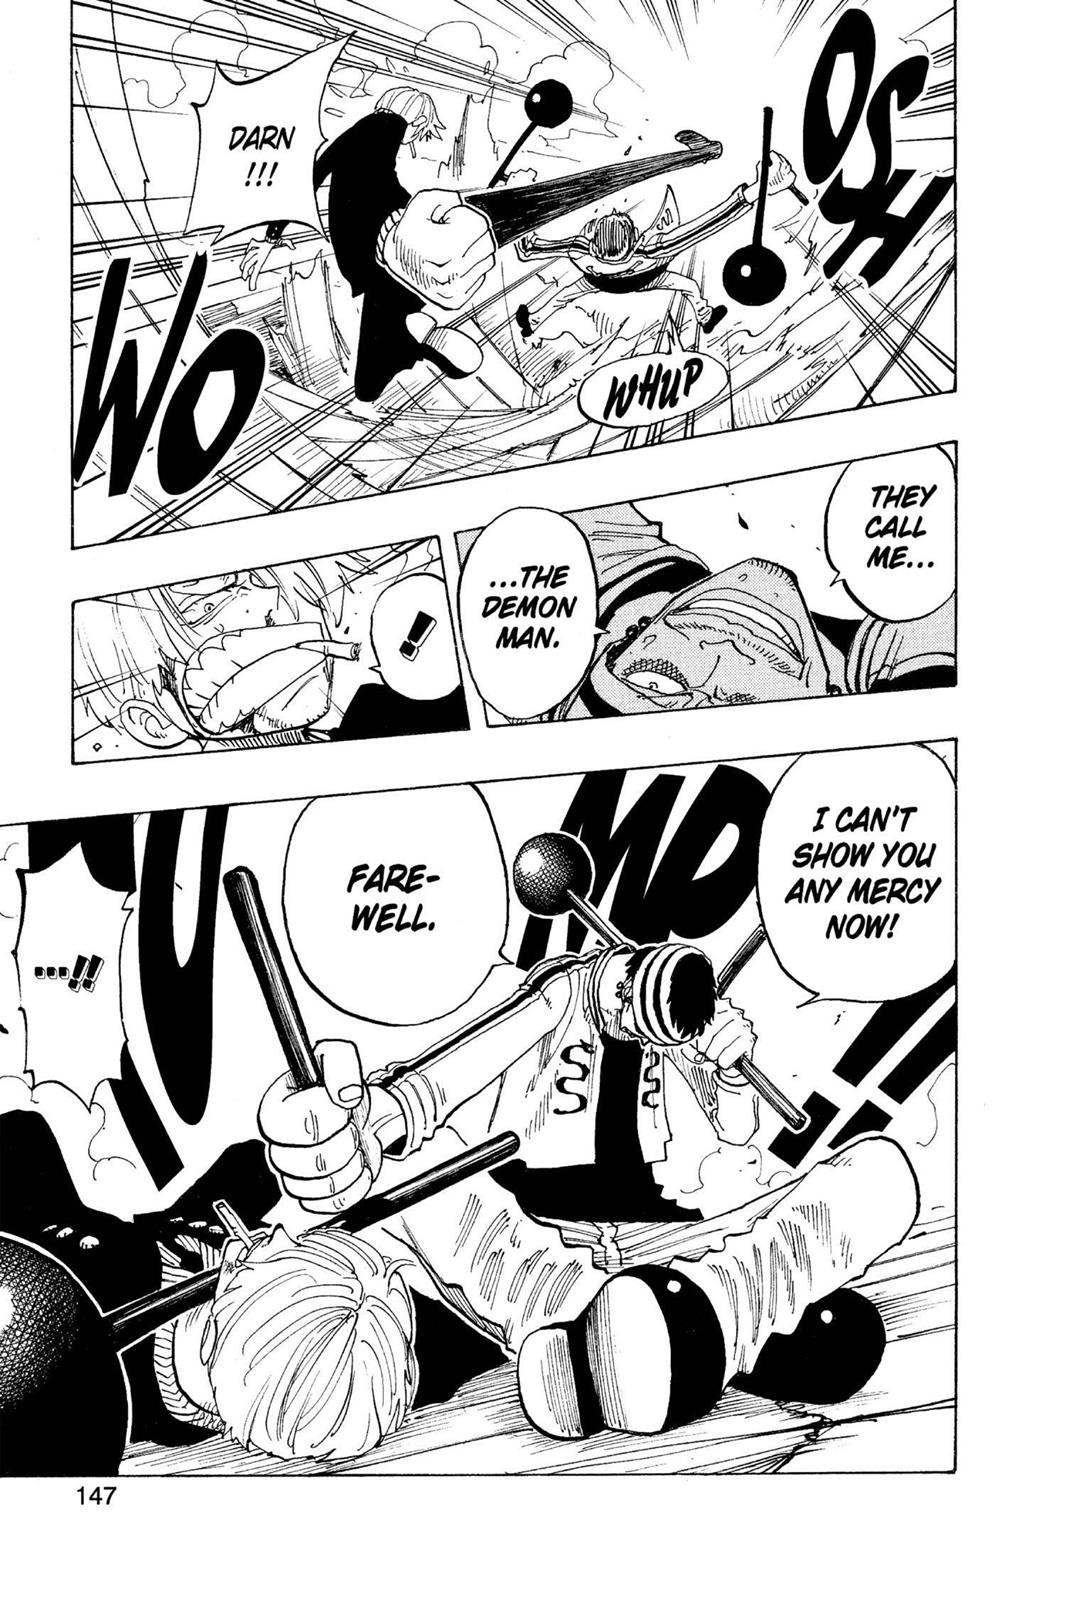 DARN
!!!
WOOSH
WHUP
THEY
CALL
ME...
...THE
DEMON
MAN.
!!
I CAN'T
SHOW YOU
ANY MERCY
NOW!
FARE-
WELL.
...!!
147